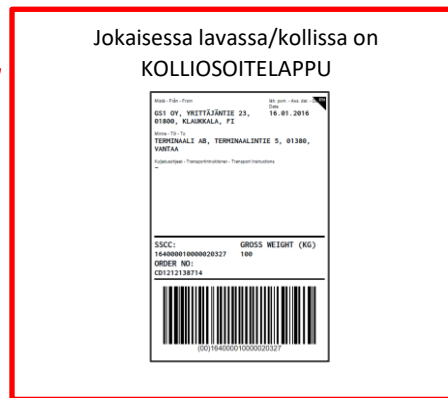 Jokaisessa lavassa/kollissa on
KOLLIOSOITELAPPU
Mistä - Från - From
Date
GS1 OY, YRITTÄJÄNTIE 23,
01800, KLAUKKALA, FI
16.01.2016
Minne - Till - To
TERMINAALI AB, TERMINAALINTIE 5, 01380,
VANTAA
Kuljetusohjeet - Transportinstruktioner - Transport Instructions
SSCC:
GROSS WEIGHT (KG)
164000010000020327
100
ORDER NO:
CD1212138714
(00)164000010000020327